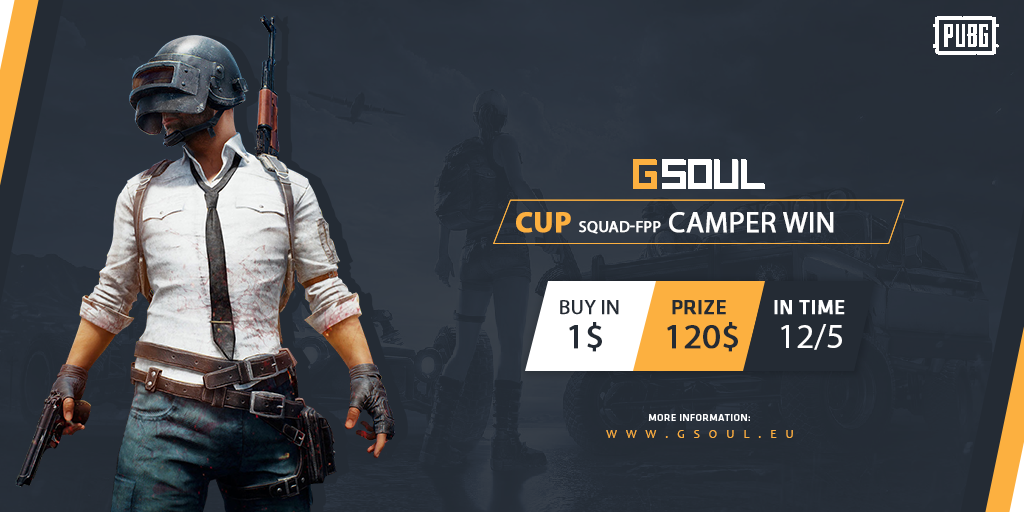 PUBG
GSOUL
CUP SQUAD-FPP CAMPER WIN
BUY IN
1$
PRIZE
120$
IN TIME
12/5
MORE INFORMATION:
WWW.GSOUL.EU